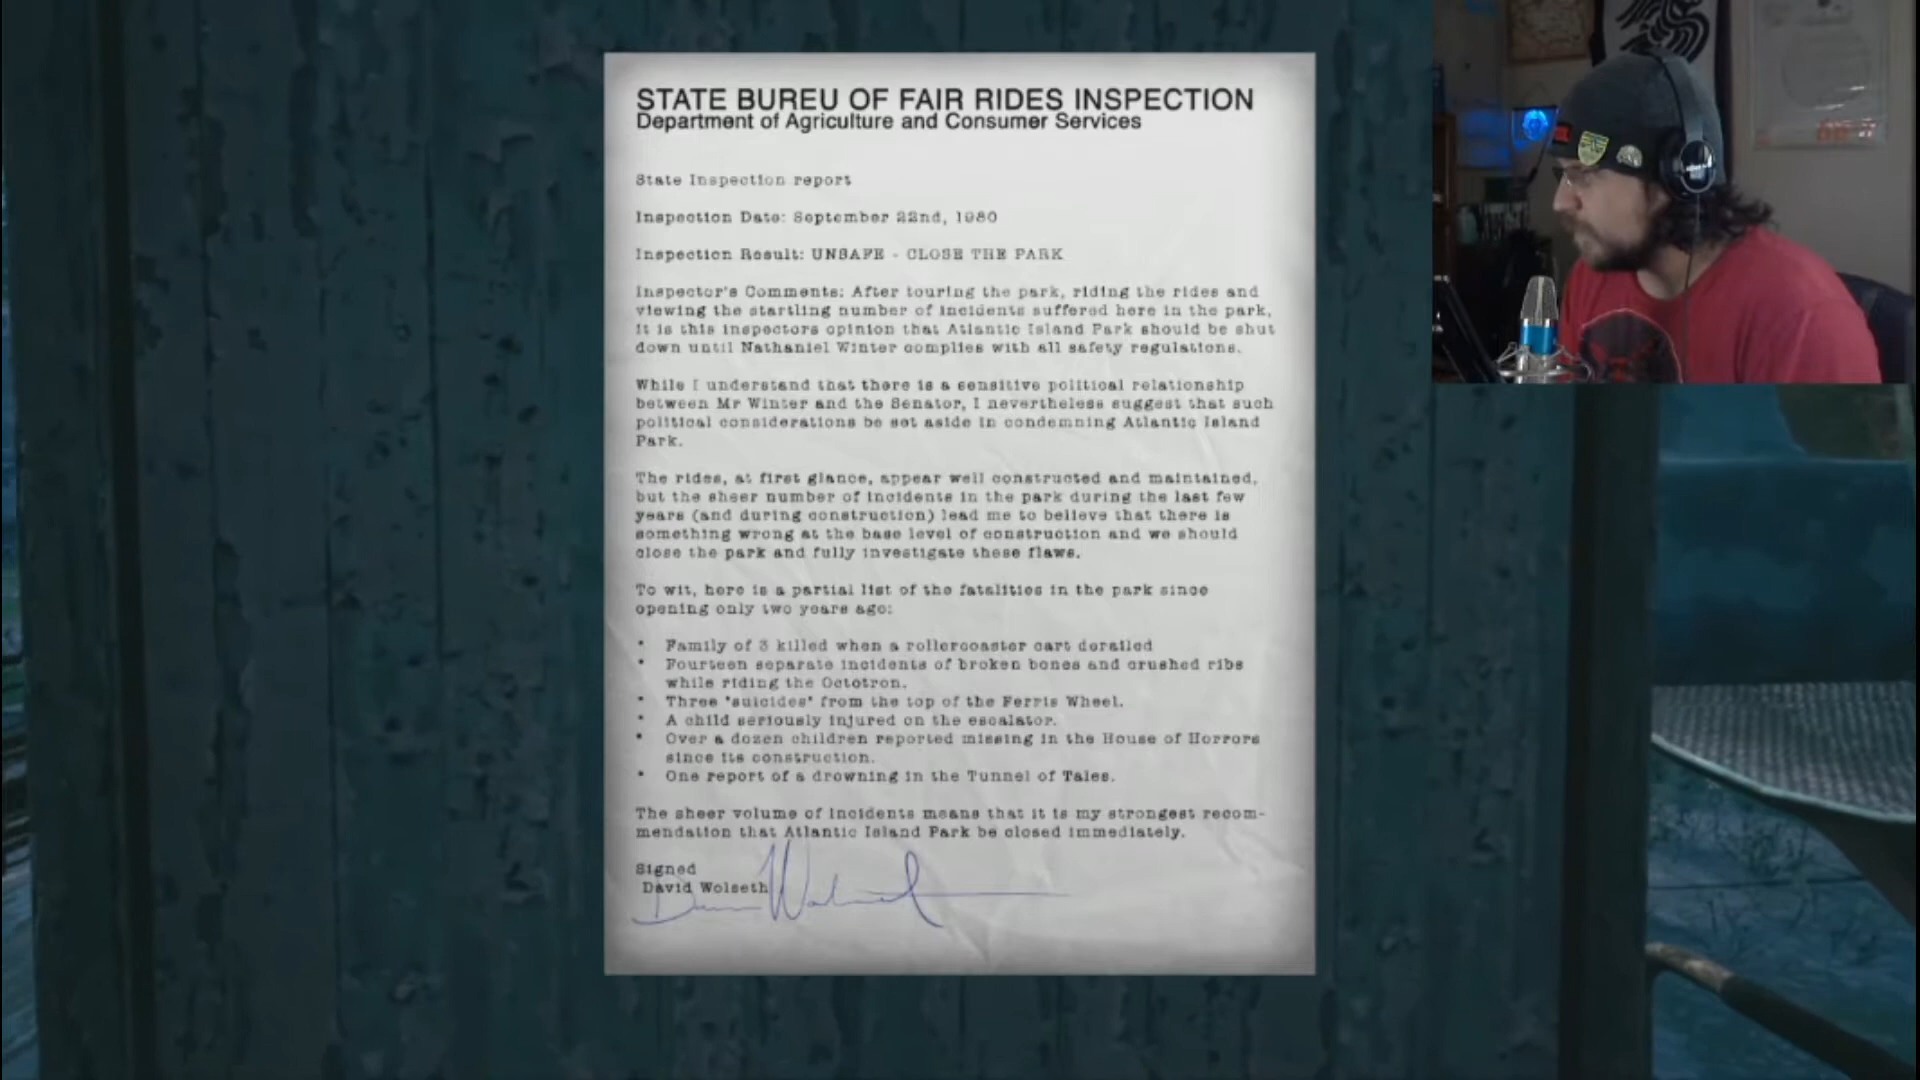 STATE BUREU OF FAIR RIDES INSPECTION
Department of Agriculture and Consumer Services
State Inspection report
Inspection Date: September 22nd, 1980
Inspection Result: UNSAFE - CLOSE THE PARK
Inspector's Comments: After touring the park, riding the rides and
viewing the startling number of incidents suffered here in the park,
it is this inspectors opinion that Atlantic Island Park should be shut
down until Nathaniel Winter complies with all safety regulations.
While I understand that there is a sensitive political relationship
between Mr Winter and the Senator, I nevertheless suggest that such
political considerations be set aside in condemning Atlantic Island
Park.
The rides, at first glance, appear well constructed and maintained,
but the sheer number of incidents in the park during the last few
years (and during construction) lead me to believe that there is
something wrong at the base level of construction and we should
close the park and fully investigate these flaws.
To wit, here is a partial list of the fatalities in the park since
opening only two years ago:
* Family of 3 killed when a rollercoaster cart derailed
* Fourteen separate incidents of broken bones and crushed ribs
while riding the Octotron.
* Three "suicides" from the top of the Ferris Wheel.
* A child seriously injured on the escalator.
* Over a dozen children reported missing in the House of Horrors
since its construction.
* One report of a drowning in the Tunnel of Tales.
The sheer volume of incidents means that it is my strongest recom-
mendation that Atlantic Island Park be closed immediately.
Signed
David Wolseth